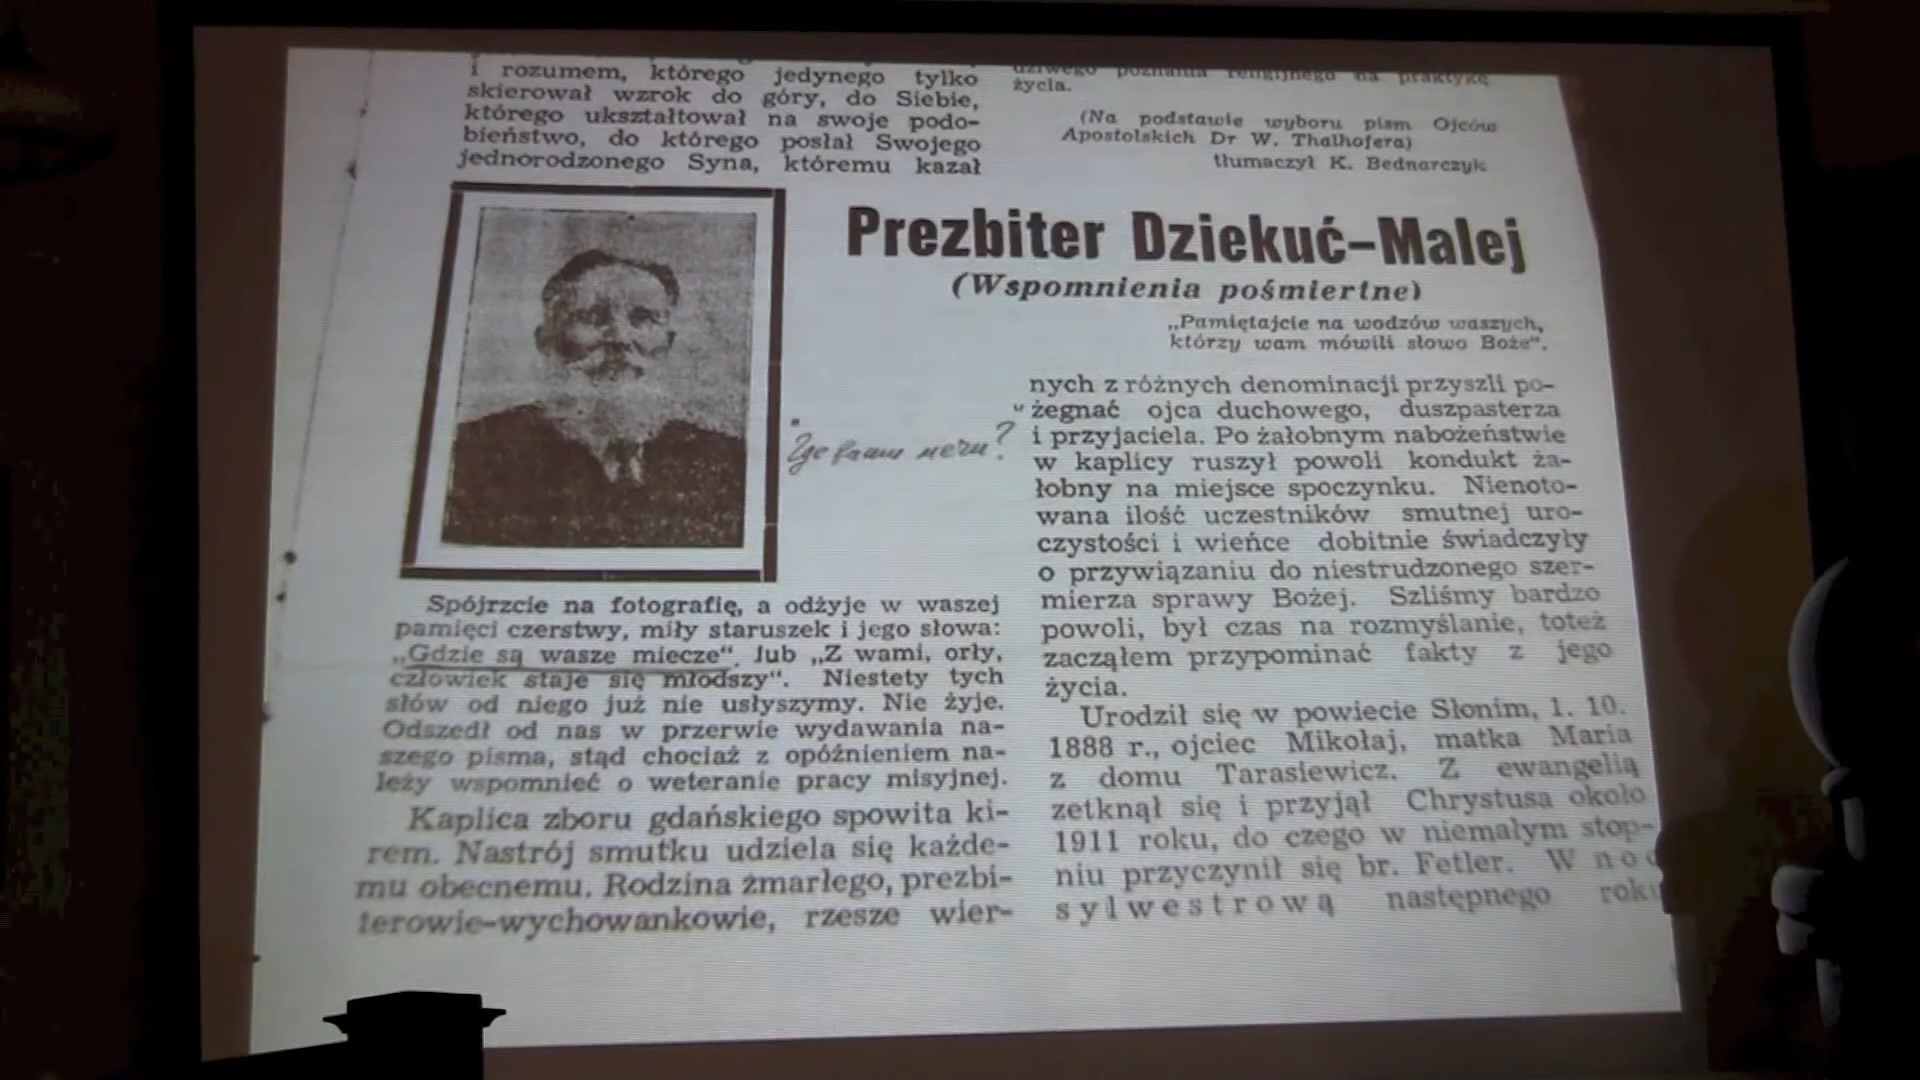 i rozumem, którego jedynego tylko
skierował wzrok do góry, do Siebie,
którego ukształtował na swoje podo-
bieństwo, do którego posłał Swojego
jednorodzonego Syna, któremu kazał
poznania religijnego na praktykę
życia.
(Na podstawie wyboru pism Ojców
Apostolskich Dr W. Thalhofera)
tłumaczył K. Bednarczyk
Prezbiter Dziekuć-Malej
(Wspomnienia pośmiertne)
„Pamiętajcie na wodzów waszych,
którzy wam mówili słowo Boże".
Spójrzcie na fotografię, a odżyje w waszej
pamięci czerstwy, miły staruszek i jego słowa:
„Gdzie są wasze miecze". lub „Z wami, orły,
człowiek staje się młodszy". Niestety tych
słów od niego już nie usłyszymy. Nie żyje.
Odszedł od nas w przerwie wydawania na-
szego pisma, stąd chociaż z opóźnieniem na-
leży wspomnieć o weteranie pracy misyjnej.
Kaplica zboru gdańskiego spowita ki-
rem. Nastrój smutku udziela się każde-
mu obecnemu. Rodzina zmarłego, prezbi-
terowie-wychowankowie, rzesze wier-
nych z różnych denominacji przyszli po-
żegnać ojca duchowego, duszpasterza
i przyjaciela. Po żałobnym nabożeństwie
w kaplicy ruszył powoli kondukt ża-
łobny na miejsce spoczynku. Nienoto-
wana ilość uczestników smutnej uro-
czystości i wieńce dobitnie świadczyły
o przywiązaniu do niestrudzonego szer-
mierza sprawy Bożej. Szliśmy bardzo
powoli, był czas na rozmyślanie, toteż
zacząłem przypominać fakty z jego
życia.
Urodził się w powiecie Słonim, 1. 10.
1888 r., ojciec Mikołaj, matka Maria
z domu Tarasiewicz. Z ewangelią
zetknął się i przyjął Chrystusa około
1911 roku, do czego w niemałym stop-
niu przyczynił się br. Fetler. W noc
sylwestrową następnego roku